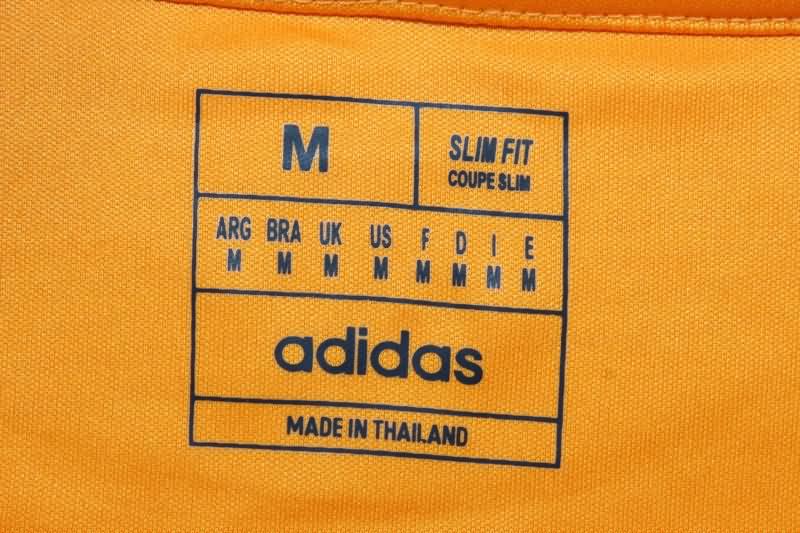 M
SLIM FIT
COUPE SLIM
ARG BRA UK US F D I E
M M M M M M M M
adidas
MADE IN THAILAND